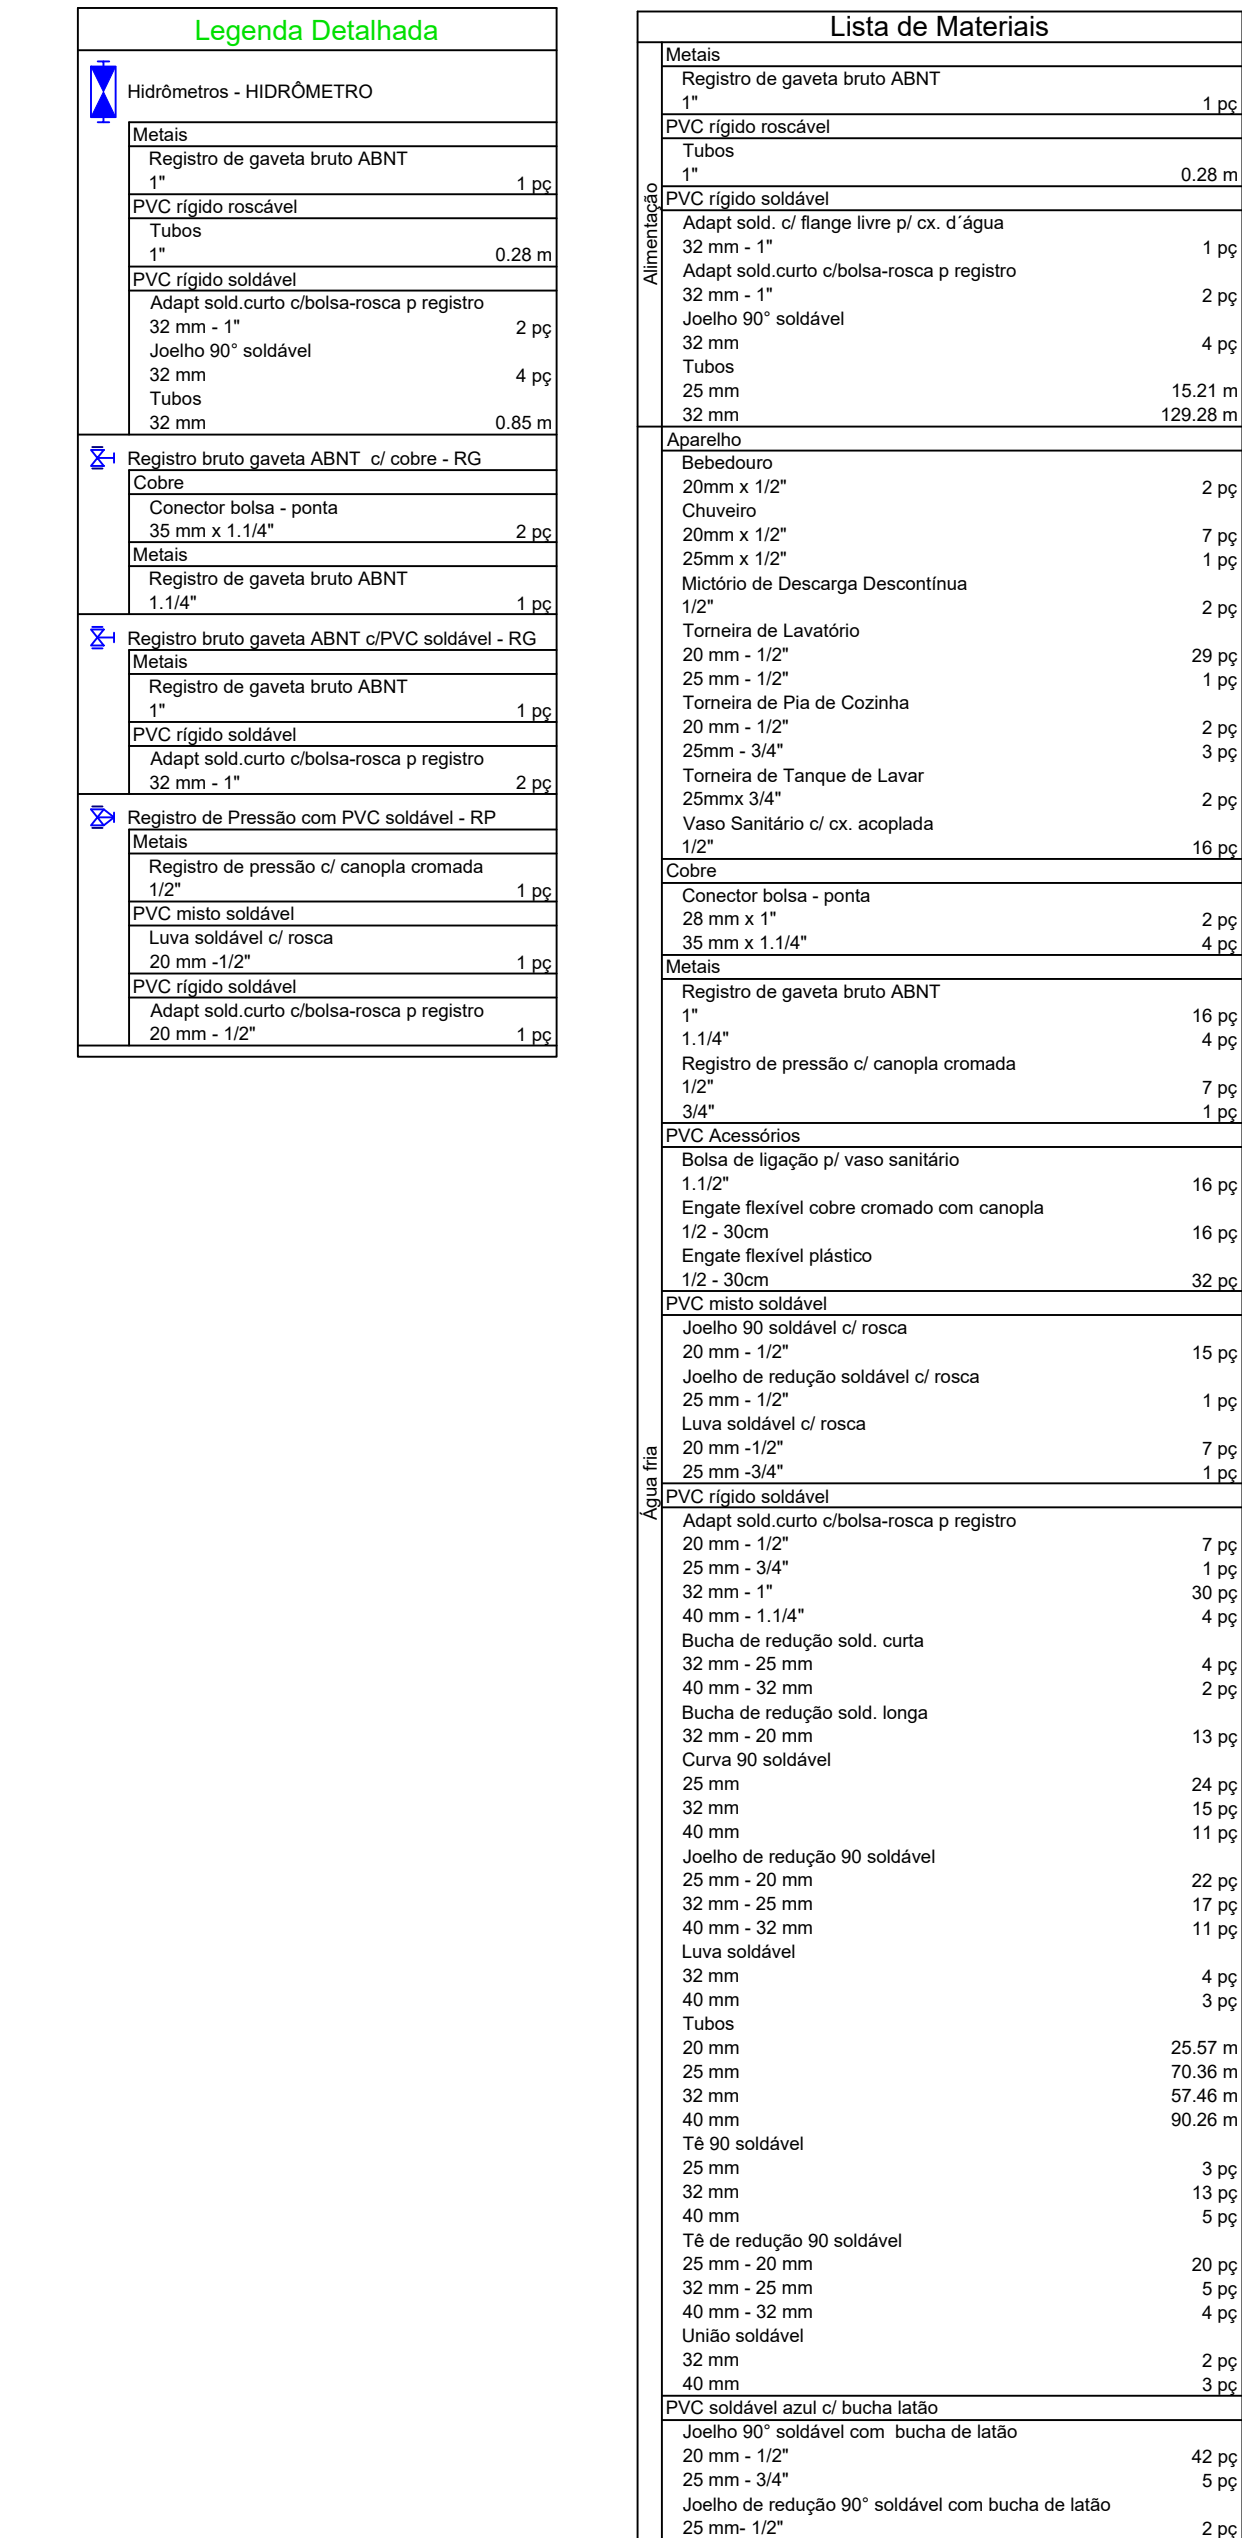 Legenda Detalhada
Hidrômetros - HIDRÔMETRO
Metais
Registro de gaveta bruto ABNT
1" 1 pç
PVC rígido roscável
Tubos
1" 0.28 m
PVC rígido soldável
Adapt sold.curto c/bolsa-rosca p registro
32 mm - 1" 2 pç
Joelho 90° soldável
32 mm 4 pç
Tubos
32 mm 0.85 m
Registro bruto gaveta ABNT c/ cobre - RG
Cobre
Conector bolsa - ponta
35 mm x 1.1/4" 2 pç
Metais
Registro de gaveta bruto ABNT
1.1/4" 1 pç
Registro bruto gaveta ABNT c/PVC soldável - RG
Metais
Registro de gaveta bruto ABNT
1" 1 pç
PVC rígido soldável
Adapt sold.curto c/bolsa-rosca p registro
32 mm - 1" 2 pç
Registro de Pressão com PVC soldável - RP
Metais
Registro de pressão c/ canopla cromada
1/2" 1 pç
PVC misto soldável
Luva soldável c/ rosca
20 mm -1/2" 1 pç
PVC rígido soldável
Adapt sold.curto c/bolsa-rosca p registro
20 mm - 1/2" 1 pç
Lista de Materiais
Alimentação
Metais
Registro de gaveta bruto ABNT
1" 1 pç
PVC rígido roscável
Tubos
1" 0.28 m
PVC rígido soldável
Adapt sold. c/ flange livre p/ cx. d´água
32 mm - 1" 1 pç
Adapt sold.curto c/bolsa-rosca p registro
32 mm - 1" 2 pç
Joelho 90° soldável
32 mm 4 pç
Tubos
25 mm 15.21 m
32 mm 129.28 m
Água fria
Aparelho
Bebedouro
20mm x 1/2" 2 pç
Chuveiro
20mm x 1/2" 7 pç
25mm x 1/2" 1 pç
Mictório de Descarga Descontínua
1/2" 2 pç
Torneira de Lavatório
20 mm - 1/2" 29 pç
25 mm - 1/2" 1 pç
Torneira de Pia de Cozinha
20 mm - 1/2" 2 pç
25mm - 3/4" 3 pç
Torneira de Tanque de Lavar
25mmx 3/4" 2 pç
Vaso Sanitário c/ cx. acoplada
1/2" 16 pç
Cobre
Conector bolsa - ponta
28 mm x 1" 2 pç
35 mm x 1.1/4" 4 pç
Metais
Registro de gaveta bruto ABNT
1" 16 pç
1.1/4" 4 pç
Registro de pressão c/ canopla cromada
1/2" 7 pç
3/4" 1 pç
PVC Acessórios
Bolsa de ligação p/ vaso sanitário
1.1/2" 16 pç
Engate flexível cobre cromado com canopla
1/2 - 30cm 16 pç
Engate flexível plástico
1/2 - 30cm 32 pç
PVC misto soldável
Joelho 90 soldável c/ rosca
20 mm - 1/2" 15 pç
Joelho de redução soldável c/ rosca
25 mm - 1/2" 1 pç
Luva soldável c/ rosca
20 mm -1/2" 7 pç
25 mm -3/4" 1 pç
PVC rígido soldável
Adapt sold.curto c/bolsa-rosca p registro
20 mm - 1/2" 7 pç
25 mm - 3/4" 1 pç
32 mm - 1" 30 pç
40 mm - 1.1/4" 4 pç
Bucha de redução sold. curta
32 mm - 25 mm 4 pç
40 mm - 32 mm 2 pç
Bucha de redução sold. longa
32 mm - 20 mm 13 pç
Curva 90 soldável
25 mm 24 pç
32 mm 15 pç
40 mm 11 pç
Joelho de redução 90 soldável
25 mm - 20 mm 22 pç
32 mm - 25 mm 17 pç
40 mm - 32 mm 11 pç
Luva soldável
32 mm 4 pç
40 mm 3 pç
Tubos
20 mm 25.57 m
25 mm 70.36 m
32 mm 57.46 m
40 mm 90.26 m
Tê 90 soldável
25 mm 3 pç
32 mm 13 pç
40 mm 5 pç
Tê de redução 90 soldável
25 mm - 20 mm 20 pç
32 mm - 25 mm 5 pç
40 mm - 32 mm 4 pç
União soldável
32 mm 2 pç
40 mm 3 pç
PVC soldável azul c/ bucha latão
Joelho 90° soldável com bucha de latão
20 mm - 1/2" 42 pç
25 mm - 3/4" 5 pç
Joelho de redução 90° soldável com bucha de latão
25 mm- 1/2" 2 pç